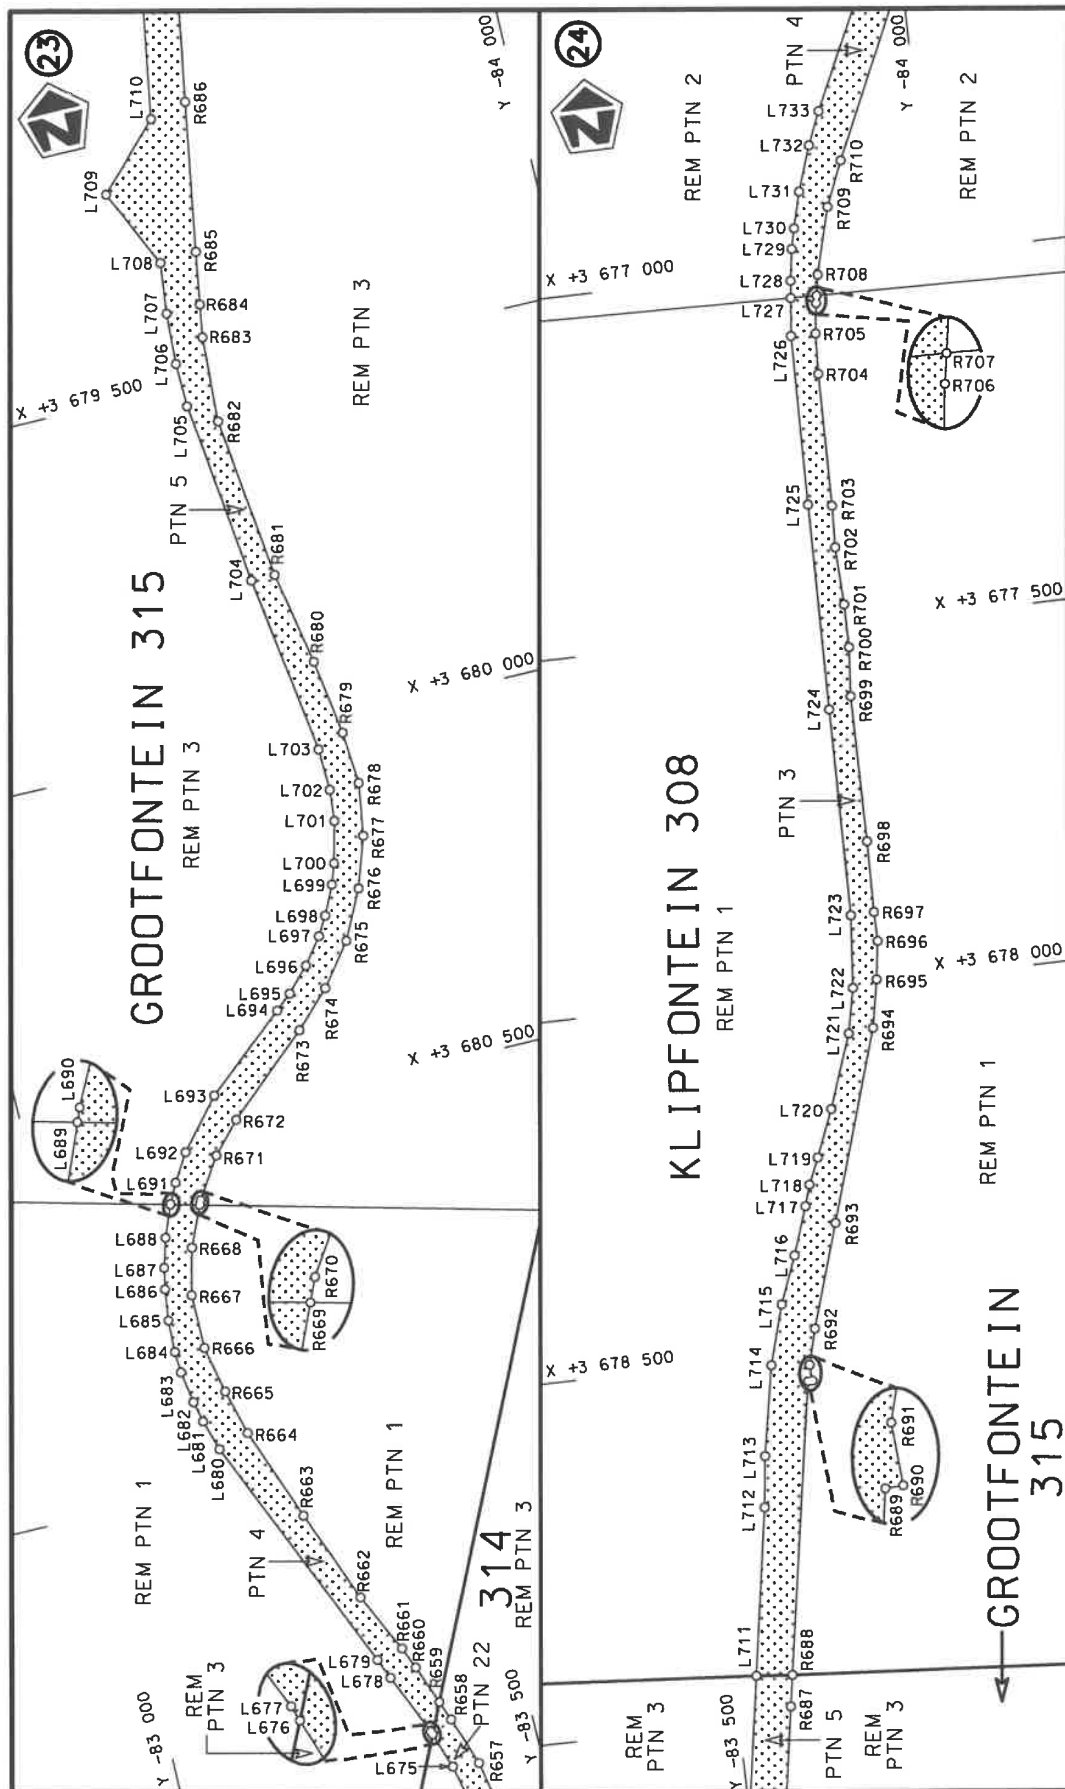 23
N
L710
R686
L709
Y -84 000
L708
R685
L707
R684
R683
L706
REM PTN 3
X +3 679 500
L705
R682
PTN 5
R681
L704
GROOTFONTEIN 315
R680
X +3 680 000
REM PTN 3
R679
L703
R678
L702
L701
R677
L700
R676
L699
L698
R675
L697
L696
R674
L695
L694
R673
X +3 680 500
L690
L689
L693
R672
L692
R671
L691
L688
R668
R670
R669
L687
R667
L686
L685
R666
L684
L683
R665
L682
L681
R664
L680
REM PTN 1
R663
REM PTN 1
PTN 4
314
REM PTN 3
R662
R661
R660
L679
L678
R659
R658
PTN 22
REM
PTN 3
L677
L676
L675
R657
Y -83 000
Y -83 500
24
N
PTN 4
Y -84 000
REM PTN 2
REM PTN 2
L733
L732
R710
L731
R709
L730
L729
X +3 677 000
L728
R708
L727
L726
R705
R707
R706
R704
L725
R703
R702
R701
X +3 677 500
R700
R699
L724
KLIPFONTEIN 308
REM PTN 1
PTN 3
R698
L723
R697
R696
X +3 678 000
R695
L722
L721
R694
REM PTN 1
L720
L719
L718
L717
R693
L716
L715
R692
X +3 678 500
L714
R691
R690
R689
L713
L712
GROOTFONTEIN
315
L711
R688
R687
Y -83 500
REM
PTN 3
PTN 5
REM
PTN 3